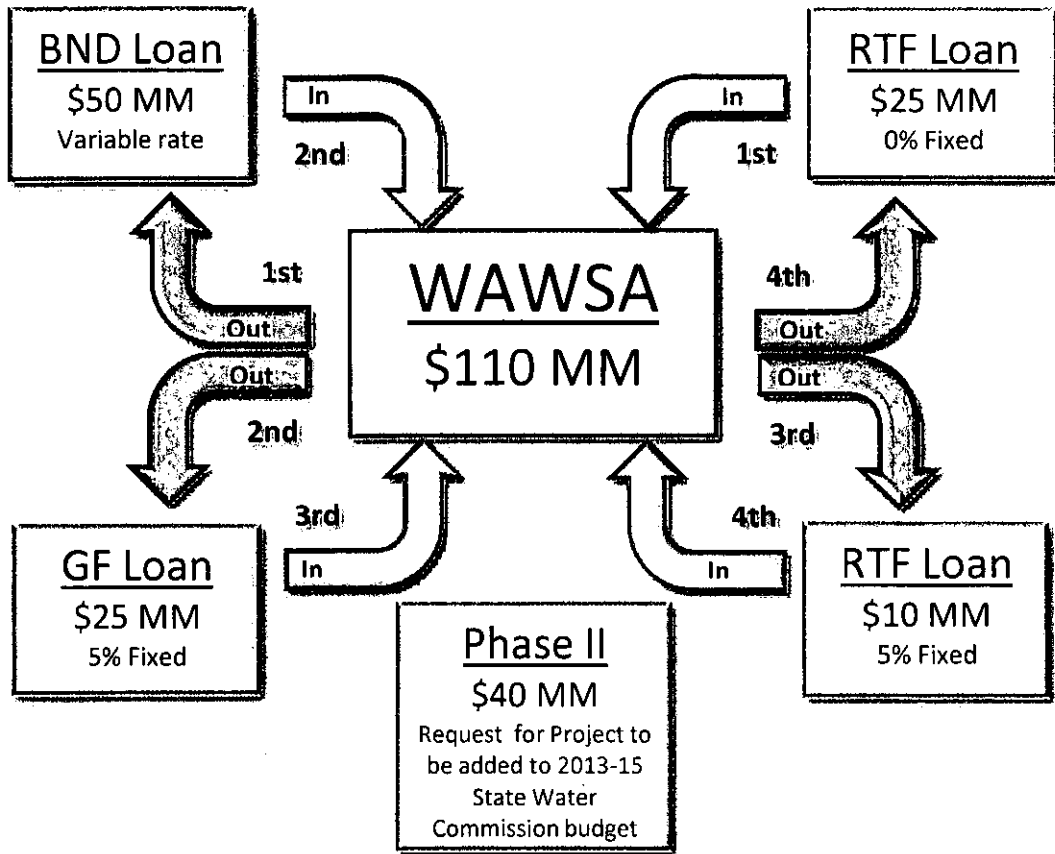 BND Loan
$50 MM
Variable rate
In
2nd
In
1st
RTF Loan
$25 MM
0% Fixed
1st
Out
Out
2nd
WAWSA
$110 MM
4th
Out
Out
3rd
GF Loan
$25 MM
5% Fixed
3rd
In
Phase II
$40 MM
Request for Project to
be added to 2013-15
State Water
Commission budget
4th
In
RTF Loan
$10 MM
5% Fixed